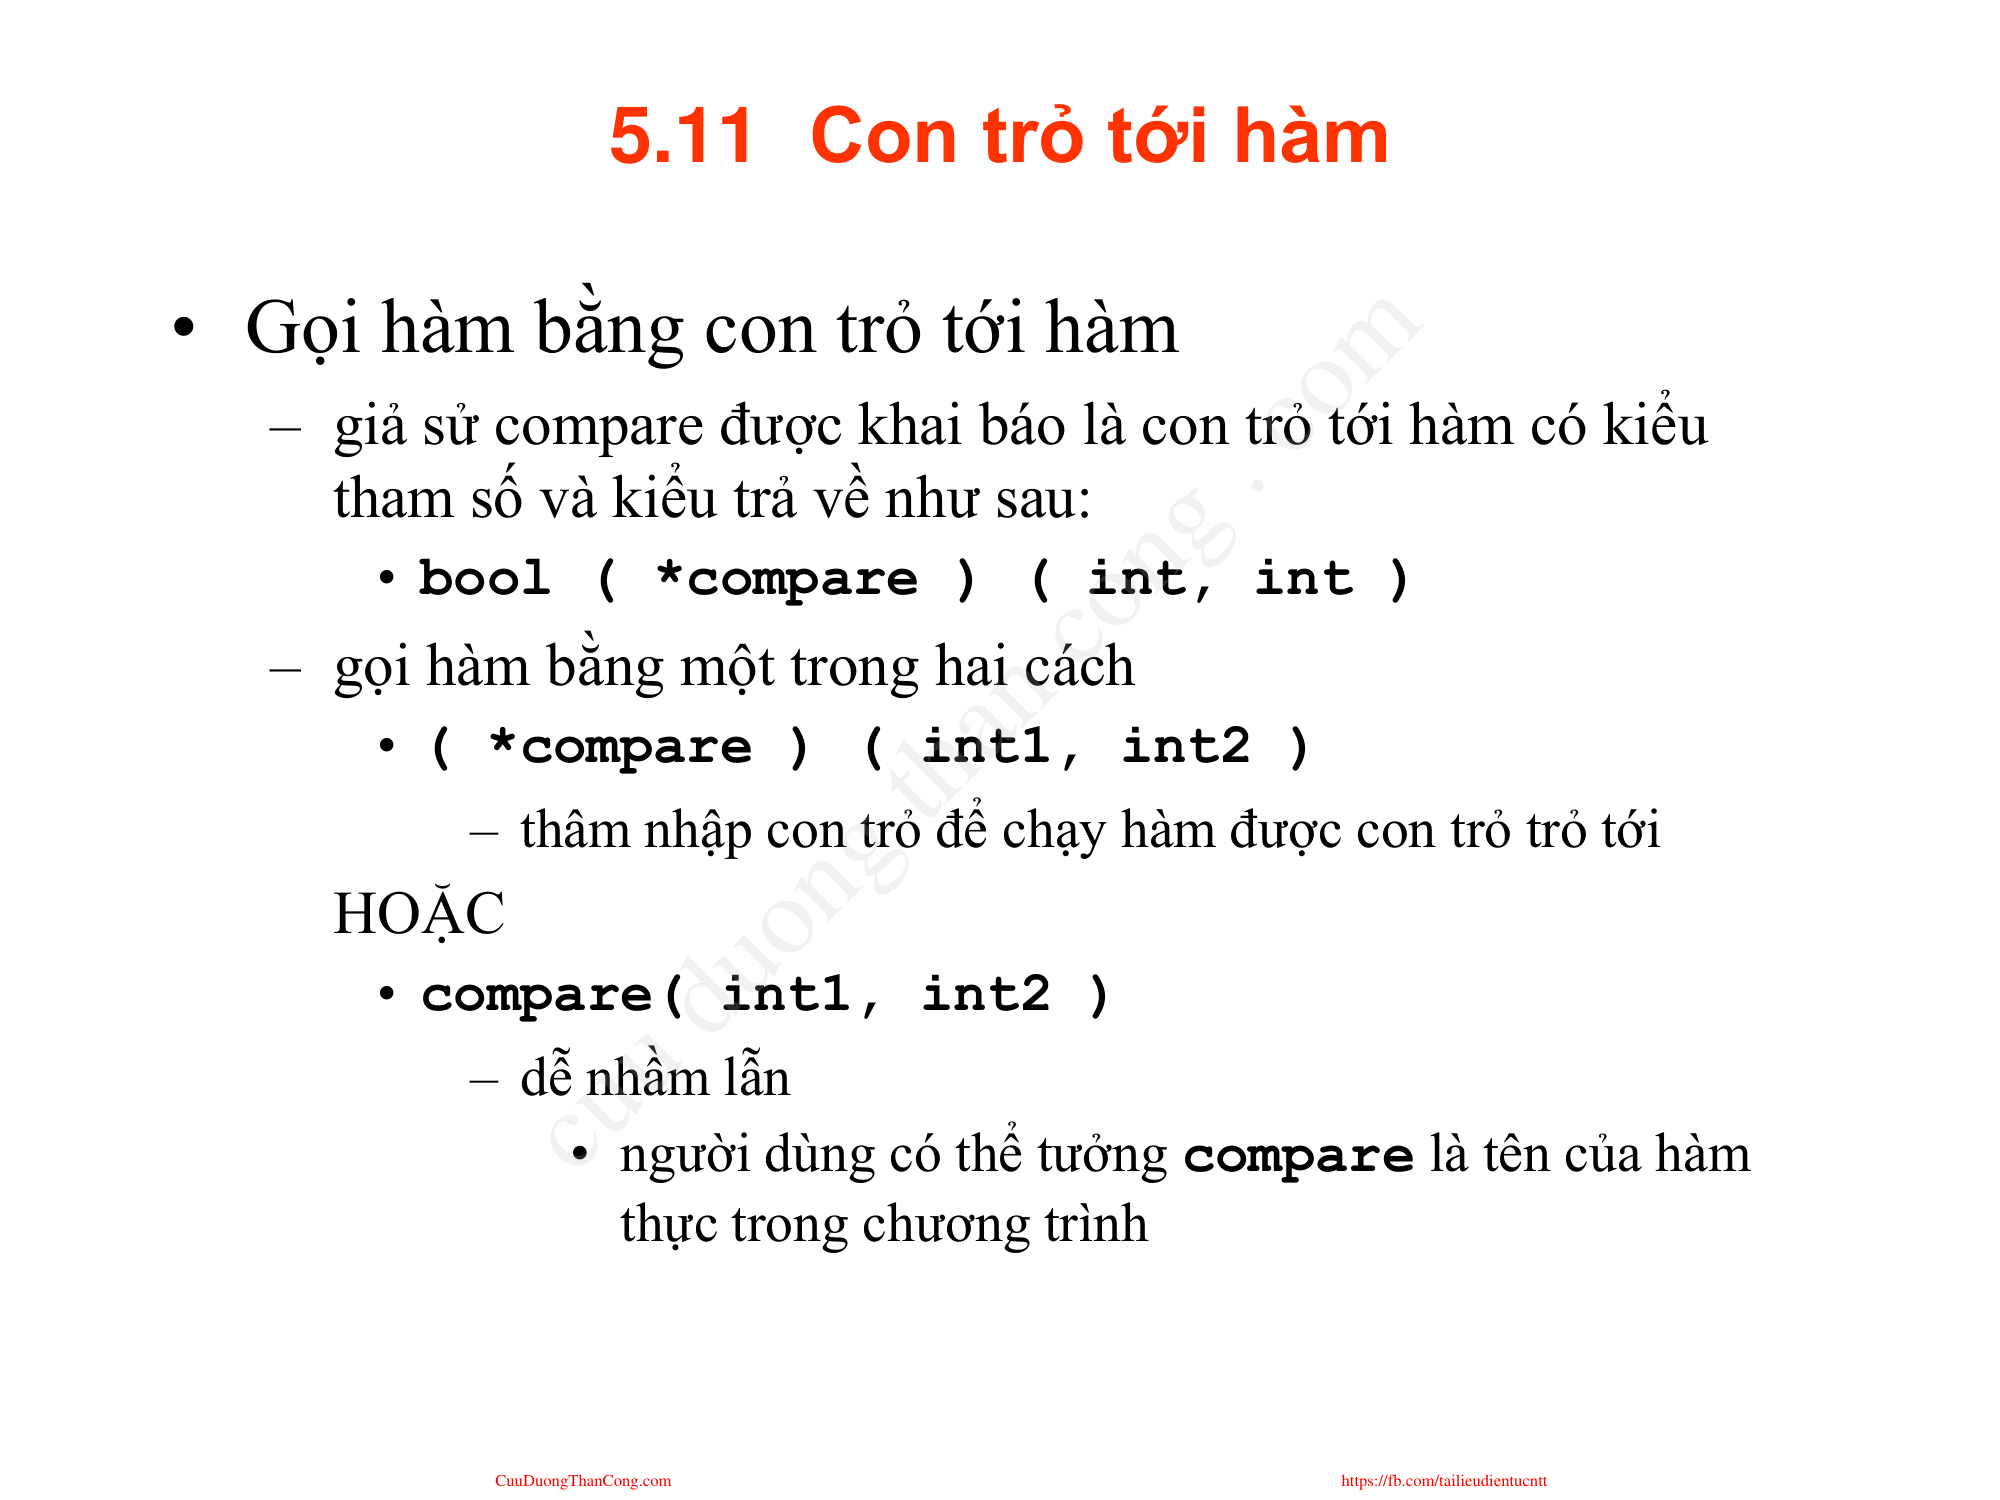 5.11 Con trỏ tới hàm
• Gọi hàm bằng con trỏ tới hàm
– giả sử compare được khai báo là con trỏ tới hàm có kiểu
tham số và kiểu trả về như sau:
• bool ( *compare ) ( int, int )
– gọi hàm bằng một trong hai cách
• ( *compare ) ( int1, int2 )
– thâm nhập con trỏ để chạy hàm được con trỏ trỏ tới
HOẶC
• compare( int1, int2 )
– dễ nhầm lẫn
• người dùng có thể tưởng compare là tên của hàm
thực trong chương trình
cuu duong than cong . com
CuuDuongThanCong.com
https://fb.com/tailieudientucntt